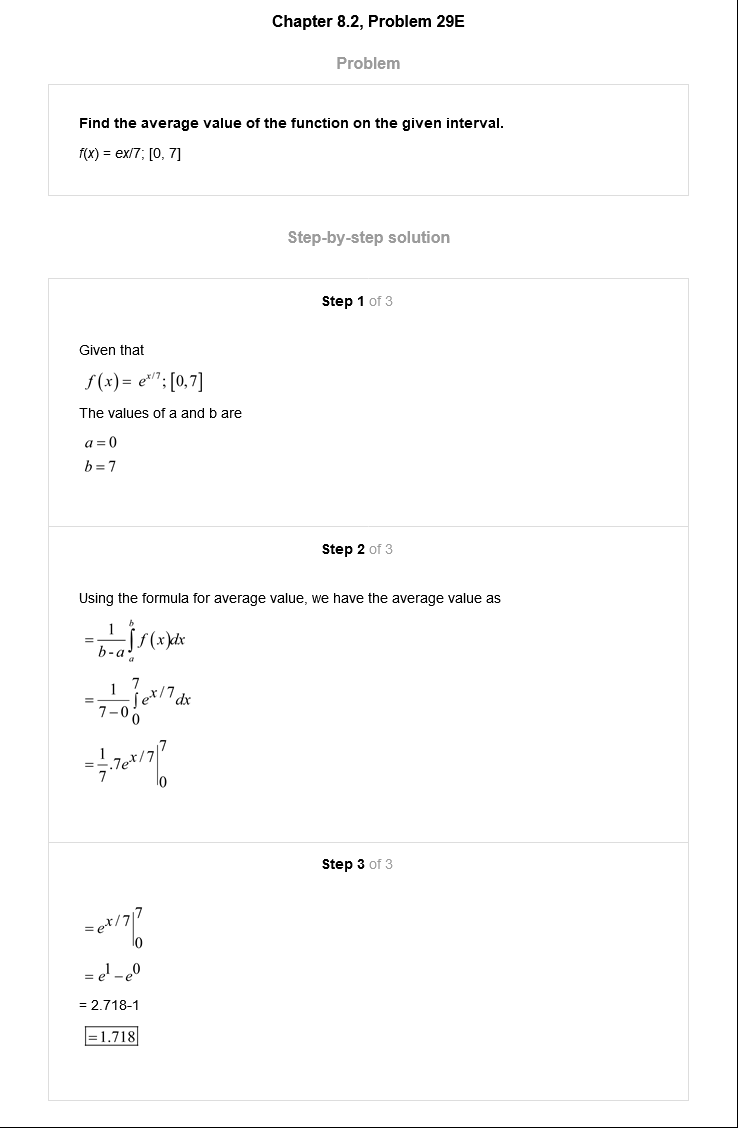 Chapter 8.2, Problem 29E
Problem
Find the average value of the function on the given interval.
f(x) = ex/7; [0, 7]
Step-by-step solution
Step 1 of 3
Given that
f(x) = e^{x/7}; [0,7]
The values of a and b are
a = 0
b = 7
Step 2 of 3
Using the formula for average value, we have the average value as
= \frac{1}{b-a} \int_a^b f(x)dx
= \frac{1}{7-0} \int_0^7 e^{x/7} dx
= \frac{1}{7} .7e^{x/7} |_0^7
Step 3 of 3
= e^{x/7} |_0^7
= e^1 - e^0
= 2.718-1
= 1.718